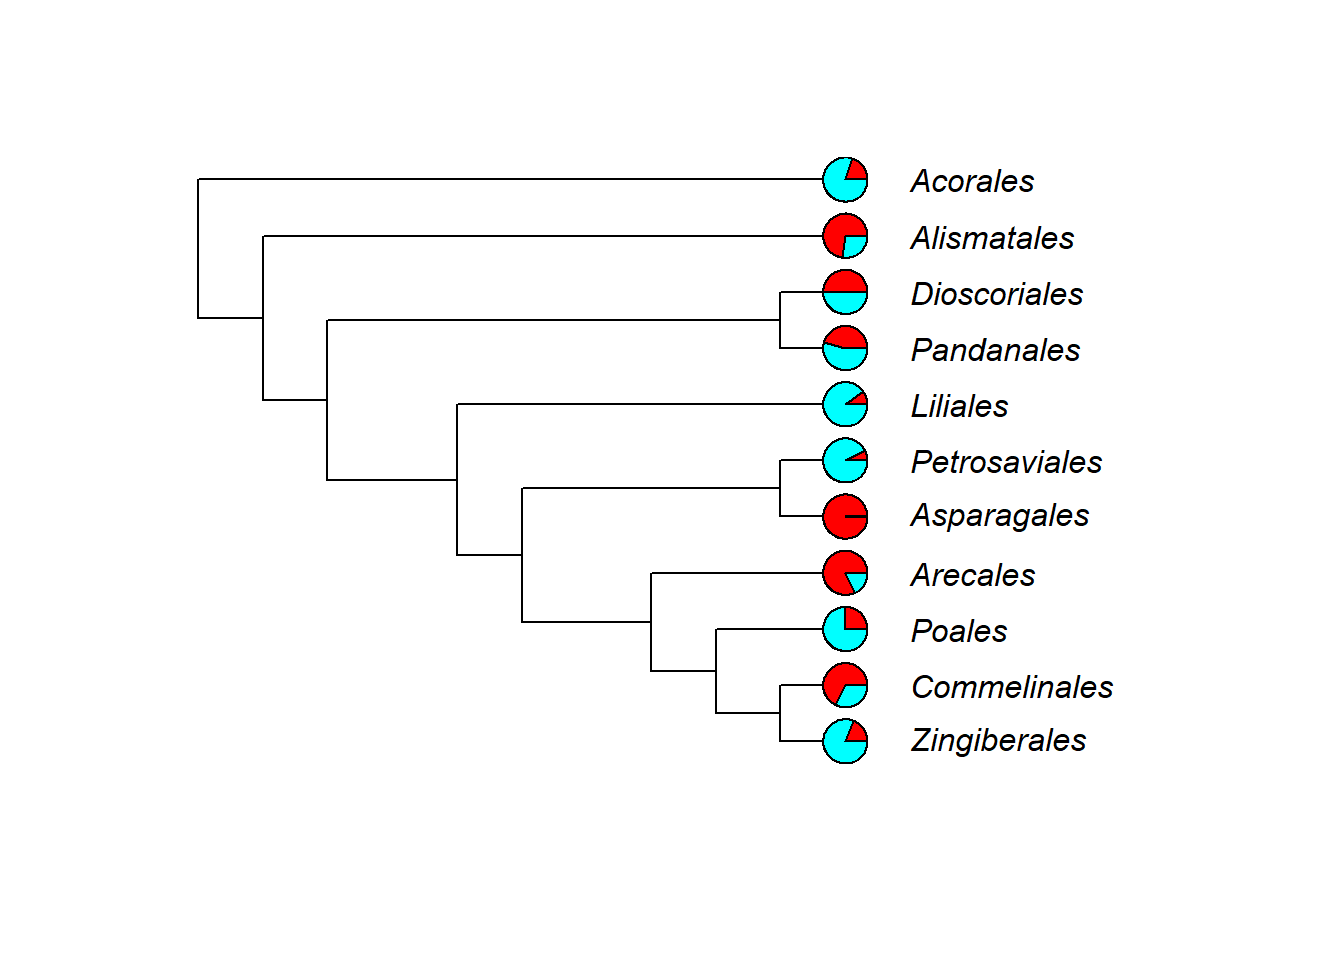 Acorales
Alismatales
Dioscoriales
Pandanales
Liliales
Petrosaviales
Asparagales
Arecales
Poales
Commelinales
Zingiberales